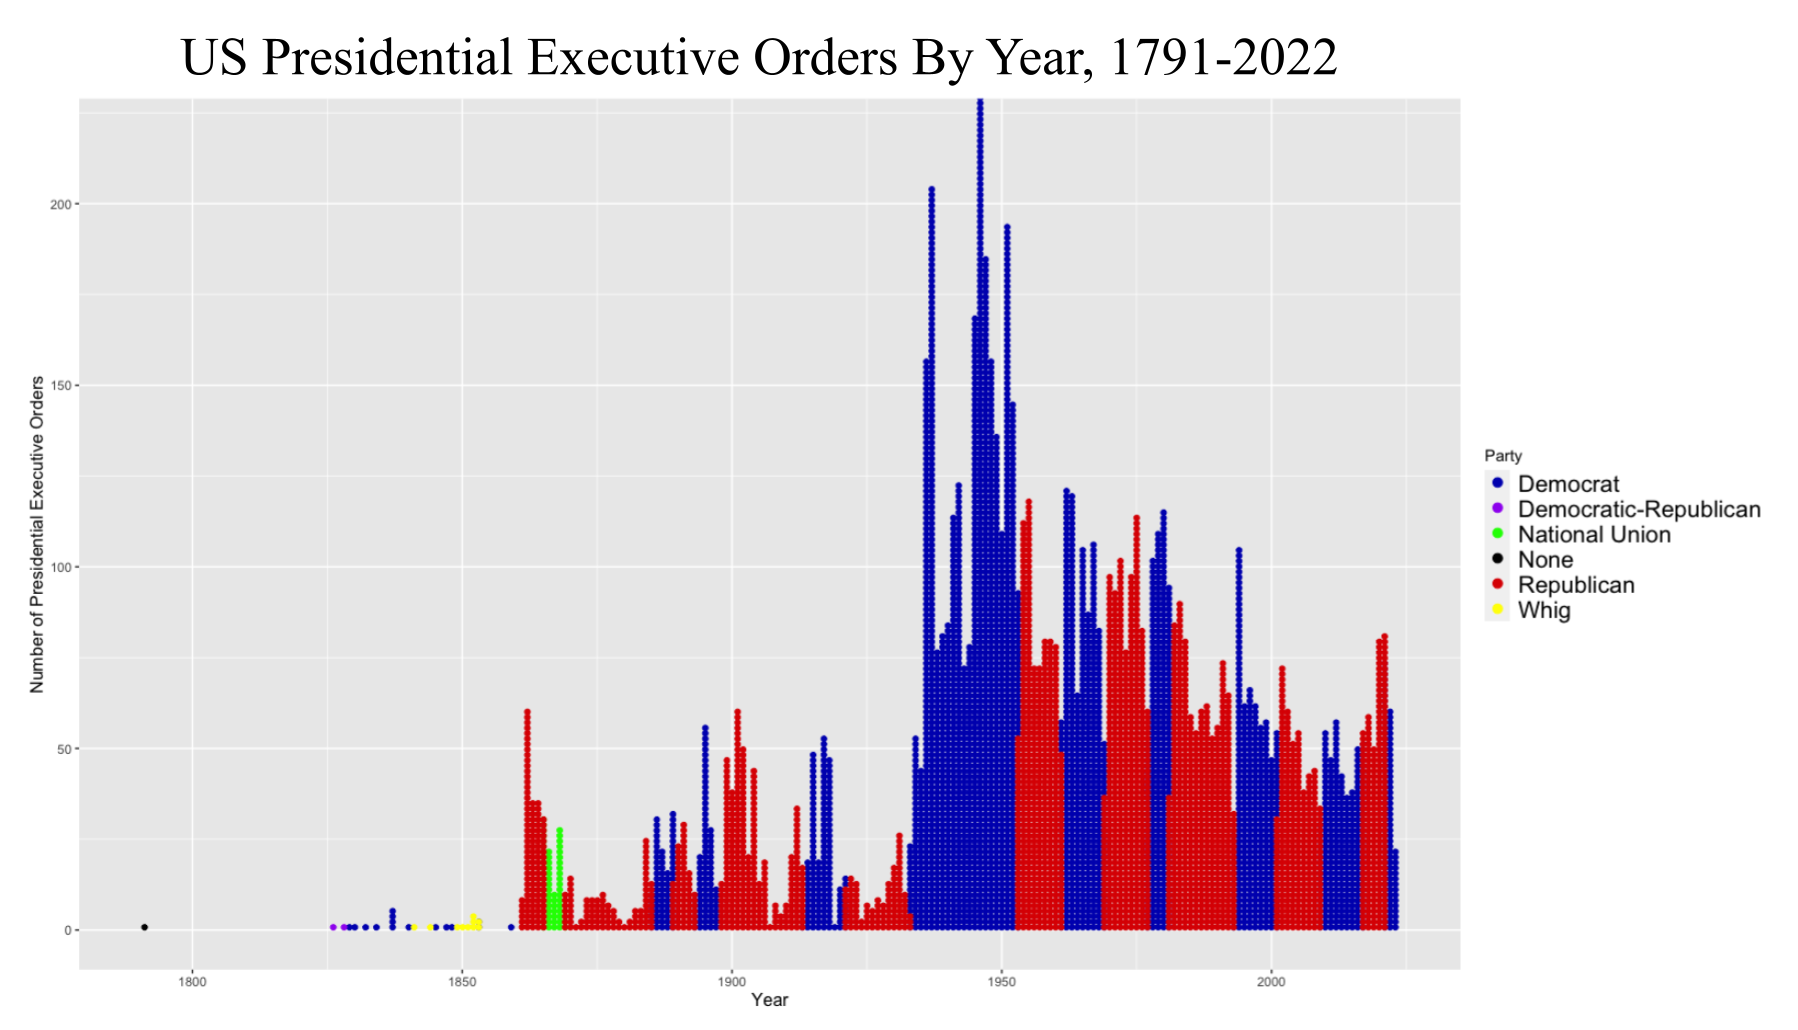 US Presidential Executive Orders By Year, 1791-2022
Number of Presidential Executive Orders
200
150
100
50
0
1800
1850
1900
1950
2000
Year
Party
Democrat
Democratic-Republican
National Union
None
Republican
Whig